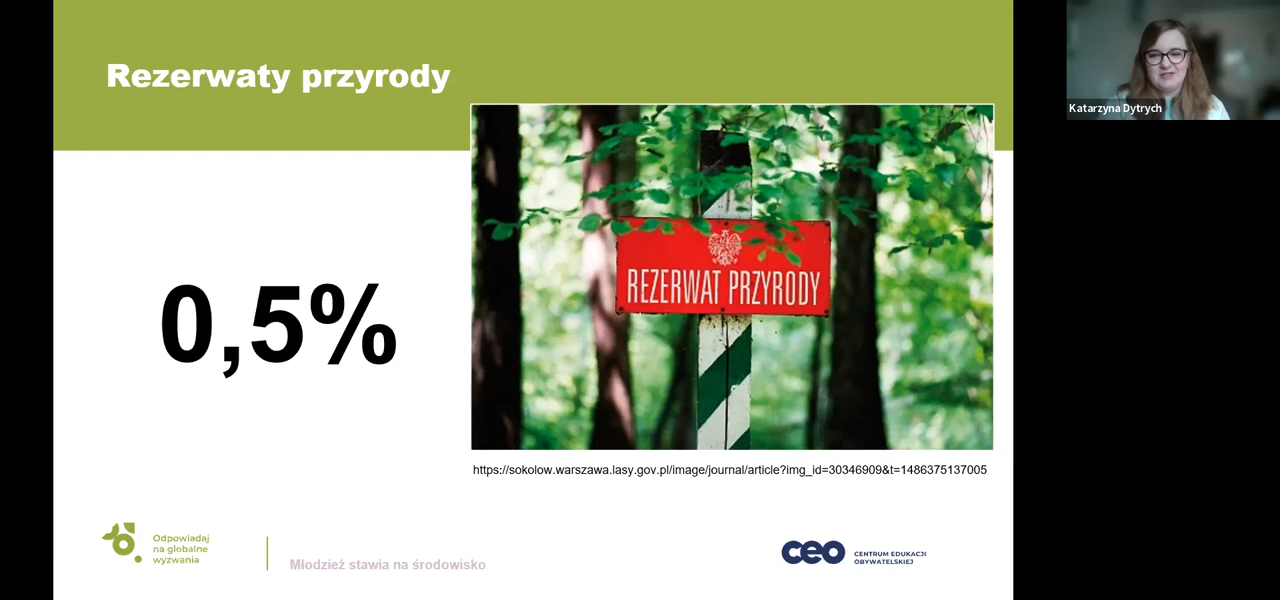 Rezerwaty przyrody
Katarzyna Dytrych
REZERWAT PRZYRODY
0,5%
https://sokolow.warszawa.lasy.gov.pl/image/journal/article?img_id=30346909&t=1486375137005
Odpowiadaj
na globalne
wyzwania
Młodzież stawia na środowisko
ceo
CENTRUM EDUKACJI
OBYWATELSKIEJ